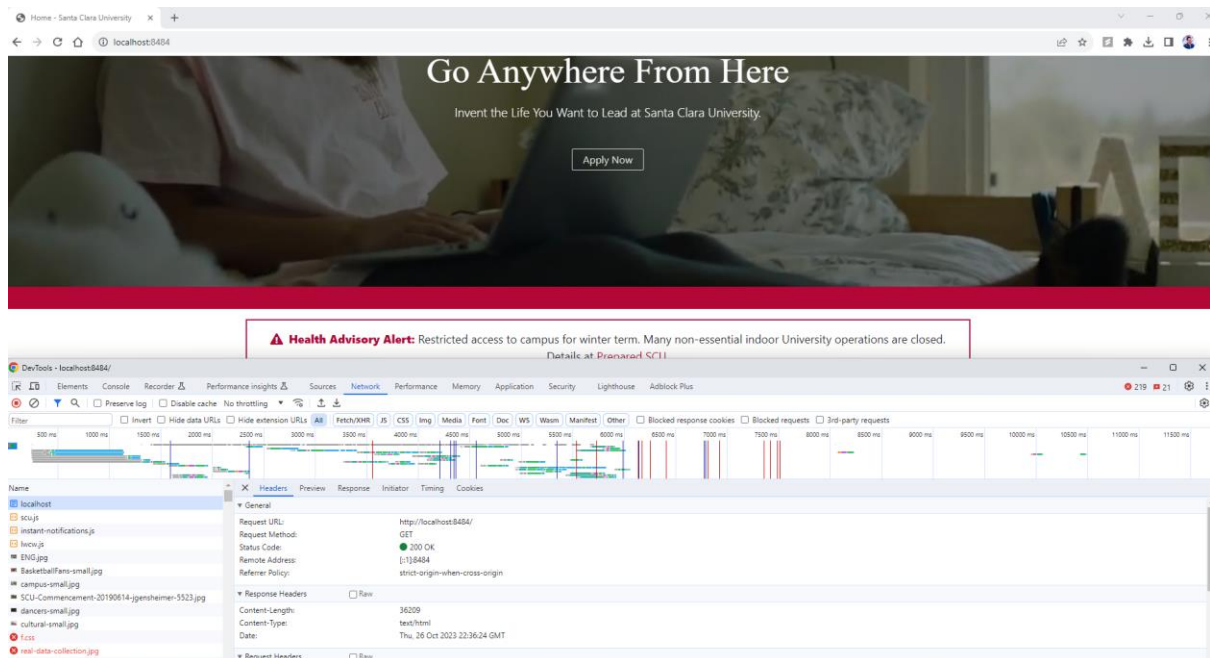 Home - Santa Clara University
localhost:8484
Go Anywhere From Here
Invent the Life You Want to Lead at Santa Clara University.
Apply Now
Health Advisory Alert: Restricted access to campus for winter term. Many non-essential indoor University operations are closed.
Details at Prepared SCU
DevTools - localhost:8484/
Elements Console Recorder Performance insights Sources Network Performance Memory Application Security Lighthouse Adblock Plus 219 21
Preserve log Disable cache No throttling
Filter Invert Hide data URLs Hide extension URLs All Fetch/XHR JS CSS Img Media Font Doc WS Wasm Manifest Other Blocked response cookies Blocked requests 3rd-party requests
500 ms 1000 ms 1500 ms 2000 ms 2500 ms 3000 ms 3500 ms 4000 ms 4500 ms 5000 ms 5500 ms 6000 ms 6500 ms 7000 ms 7500 ms 8000 ms 8500 ms 9000 ms 9500 ms 10000 ms 10500 ms 11000 ms 11500 ms
Name
localhost
scu.js
instant-notifications.js
lwcw.js
ENG.jpg
BasketballFans-small.jpg
campus-small.jpg
SCU-Commencement-20190614-jgensheimer-5523.jpg
dancers-small.jpg
cultural-small.jpg
f.css
real-data-collection.jpg
Headers Preview Response Initiator Timing Cookies
General
Request URL: http://localhost:8484/
Request Method: GET
Status Code: 200 OK
Remote Address: [::1]:8484
Referrer Policy: strict-origin-when-cross-origin
Response Headers Raw
Content-Length: 36209
Content-Type: text/html
Date: Thu, 26 Oct 2023 22:36:24 GMT
Request Headers Raw